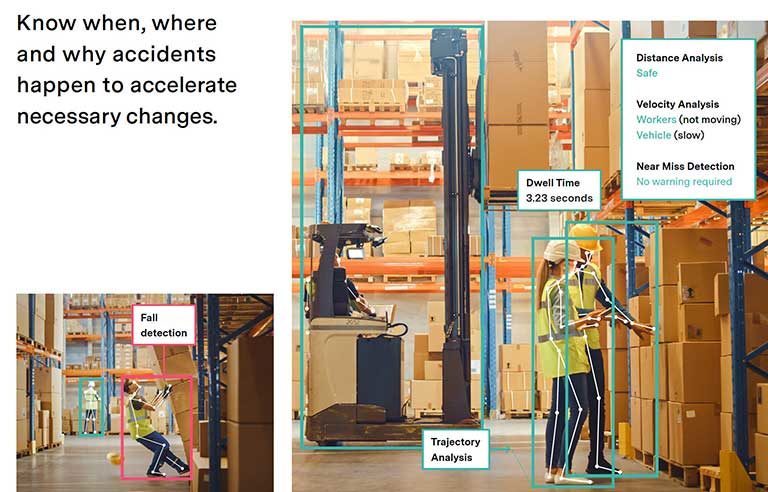 Know when, where
and why accidents
happen to accelerate
necessary changes.
Distance Analysis
Safe
Velocity Analysis
Workers (not moving)
Vehicle (slow)
Near Miss Detection
No warning required
Dwell Time
3.23 seconds
Fall
detection
Trajectory
Analysis